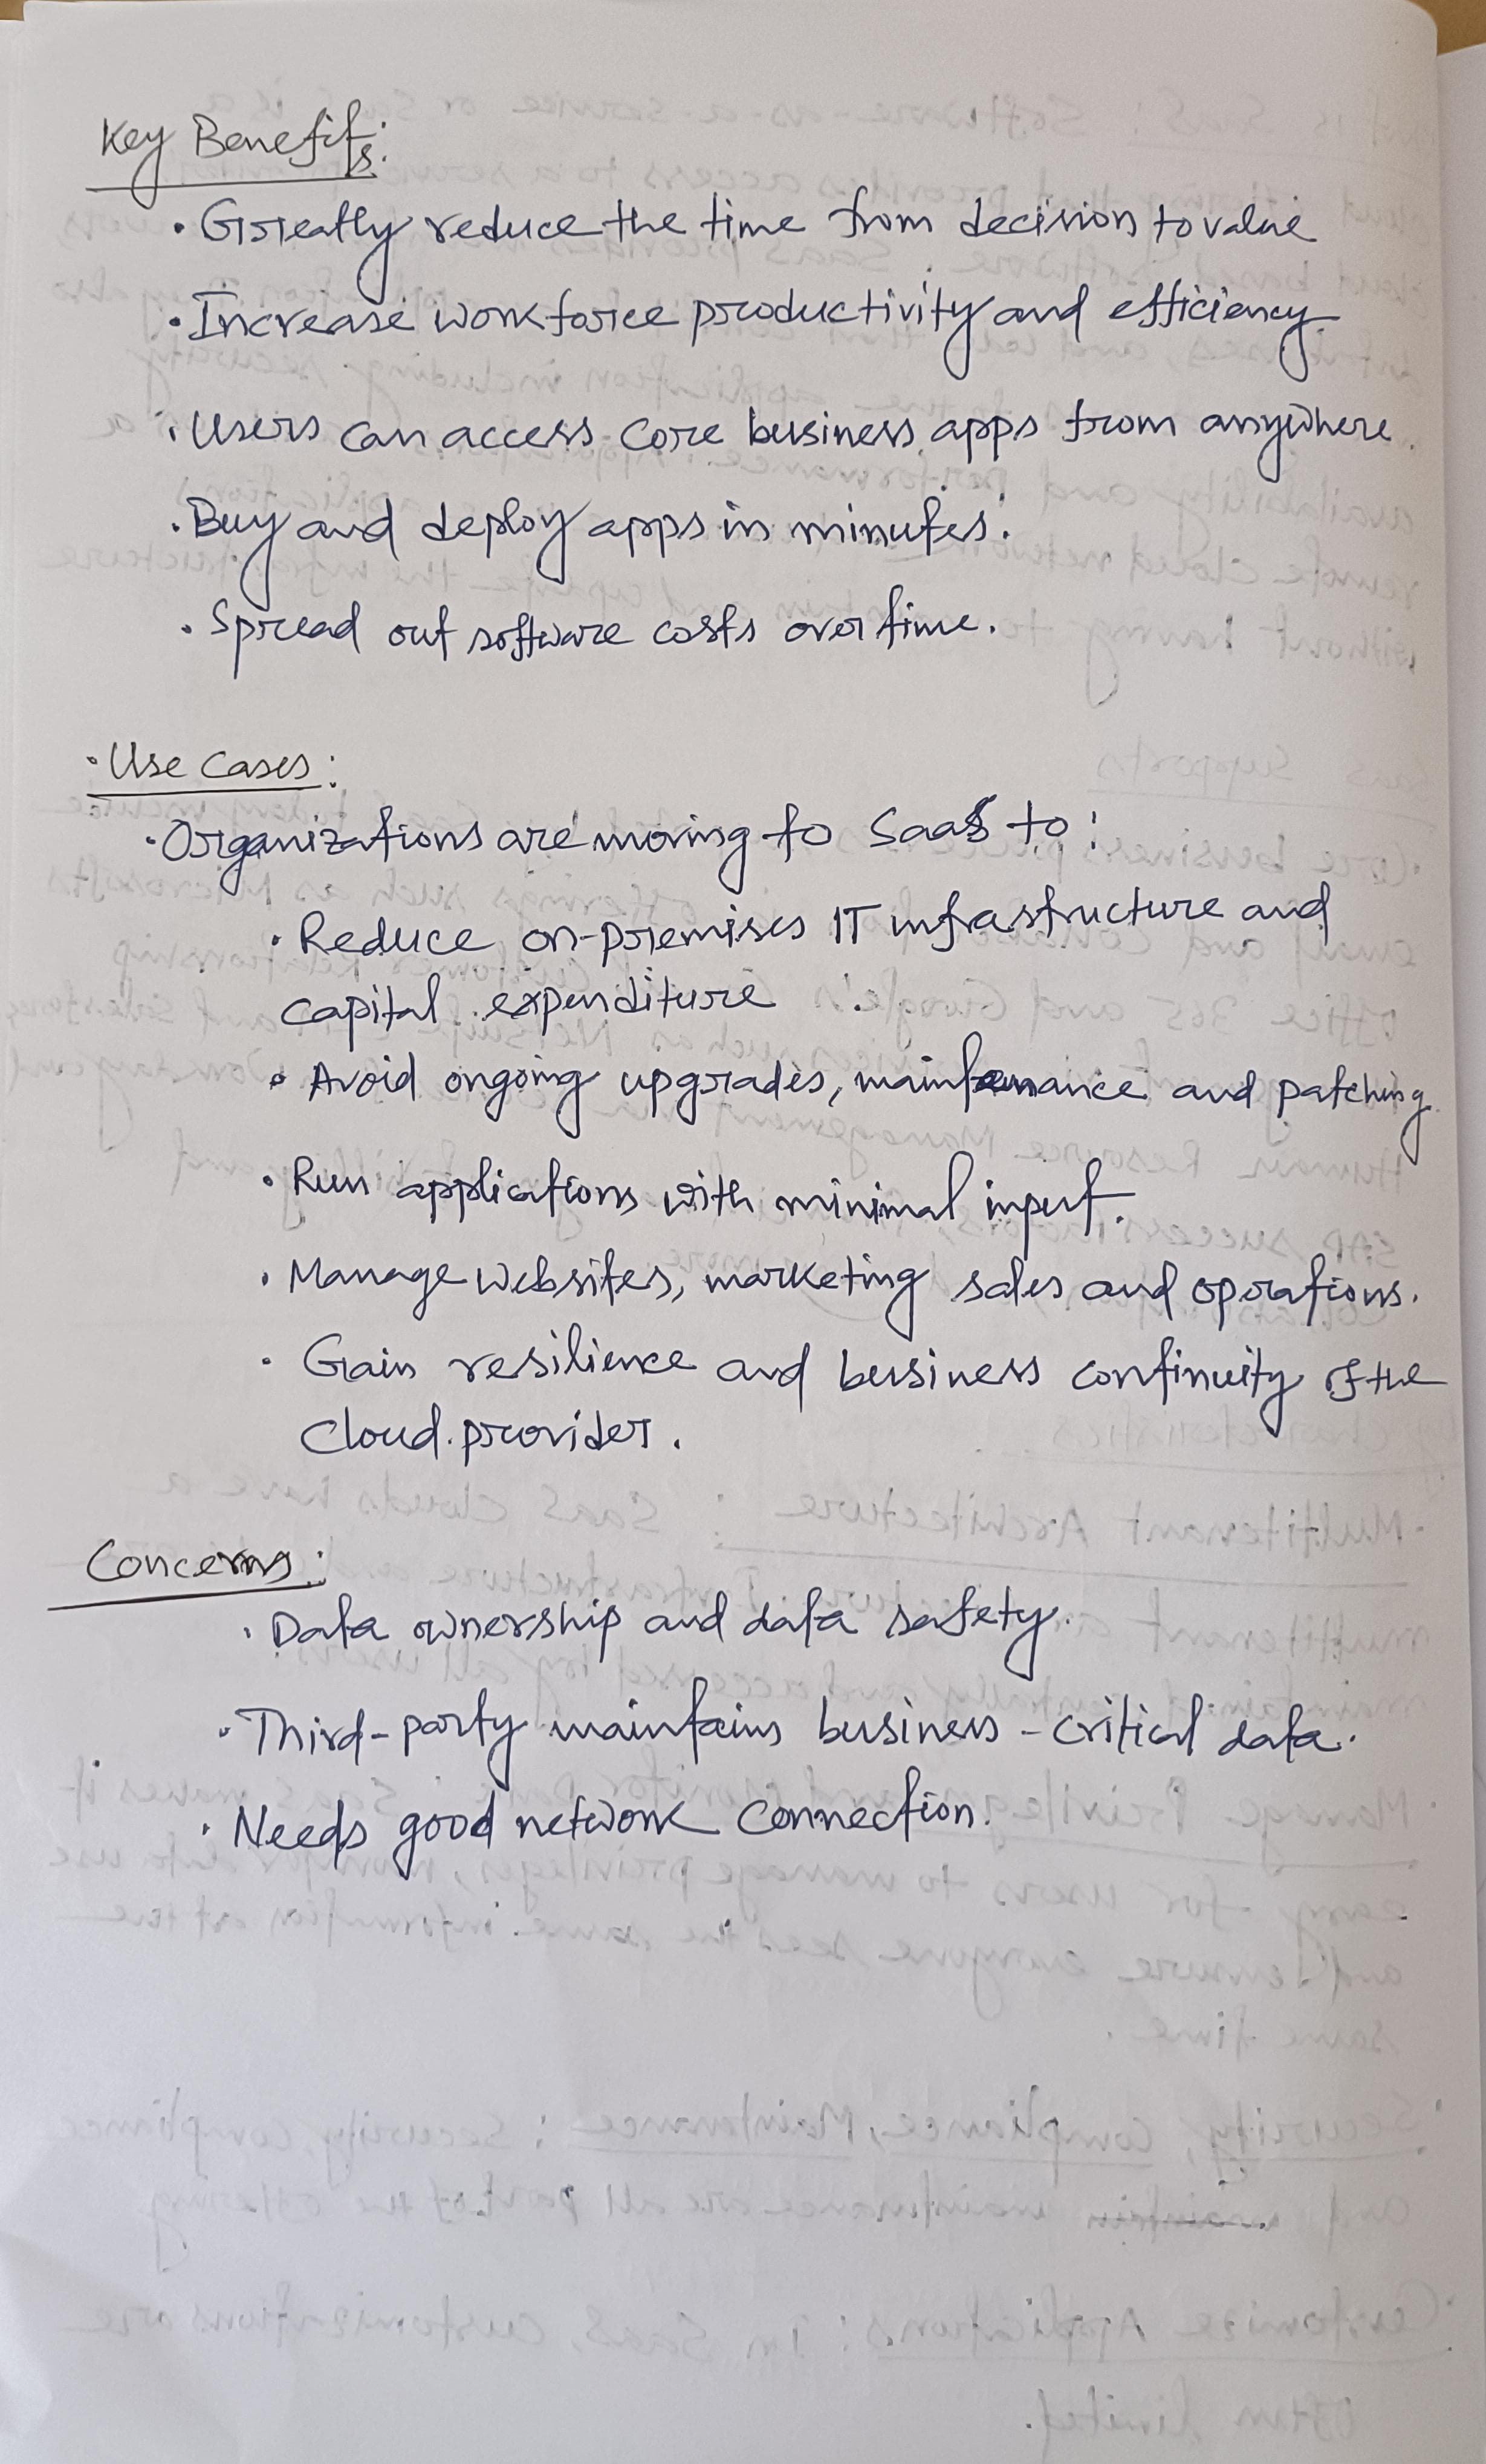 Key Benefits:
• Greatly reduce the time from decision to value
• Increase workforce productivity and efficiency
• Users can access core business apps from anywhere.
• Buy and deploy apps in minutes.
• Spread out software costs over time.
• Use Cases:
• Organizations are moving to SaaS to:
• Reduce on-premises IT infrastructure and
capital expenditure
• Avoid ongoing upgrades, maintenance and patching
• Run applications with minimal input.
• Manage websites, marketing sales and operations.
• Gain resilience and business continuity of the
cloud provider.
Concerns:
• Data ownership and data safety.
• Third-party maintains business-critical data.
• Needs good network connection.